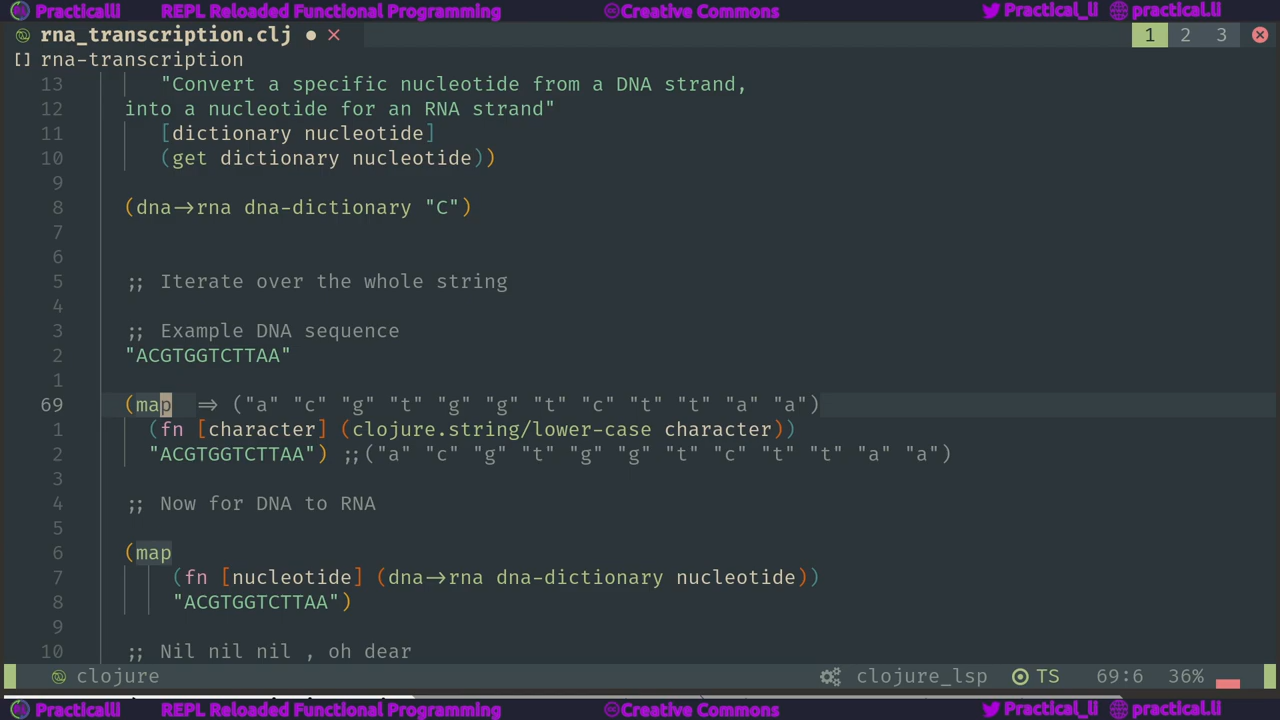 Practicalli REPL Reloaded Functional Programming Creative Commons Practical_li practical.li
rna_transcription.clj ● ✕ 1 2 3
[] rna-transcription
13 "Convert a specific nucleotide from a DNA strand,
12 into a nucleotide for an RNA strand"
11 [dictionary nucleotide]
10 (get dictionary nucleotide))
9
8 (dna->rna dna-dictionary "C")
7
6
5 ;; Iterate over the whole string
4
3 ;; Example DNA sequence
2 "ACGTGGTCTTAA"
1
69 (map => ("a" "c" "g" "t" "g" "g" "t" "c" "t" "t" "a" "a")
1 (fn [character] (clojure.string/lower-case character))
2 "ACGTGGTCTTAA") ;;("a" "c" "g" "t" "g" "g" "t" "c" "t" "t" "a" "a")
3
4 ;; Now for DNA to RNA
5
6 (map
7 (fn [nucleotide] (dna->rna dna-dictionary nucleotide))
8 "ACGTGGTCTTAA")
9
10 ;; Nil nil nil , oh dear
clojure clojure_lsp TS 69:6 36%
Practicalli REPL Reloaded Functional Programming Creative Commons Practical_li practical.li